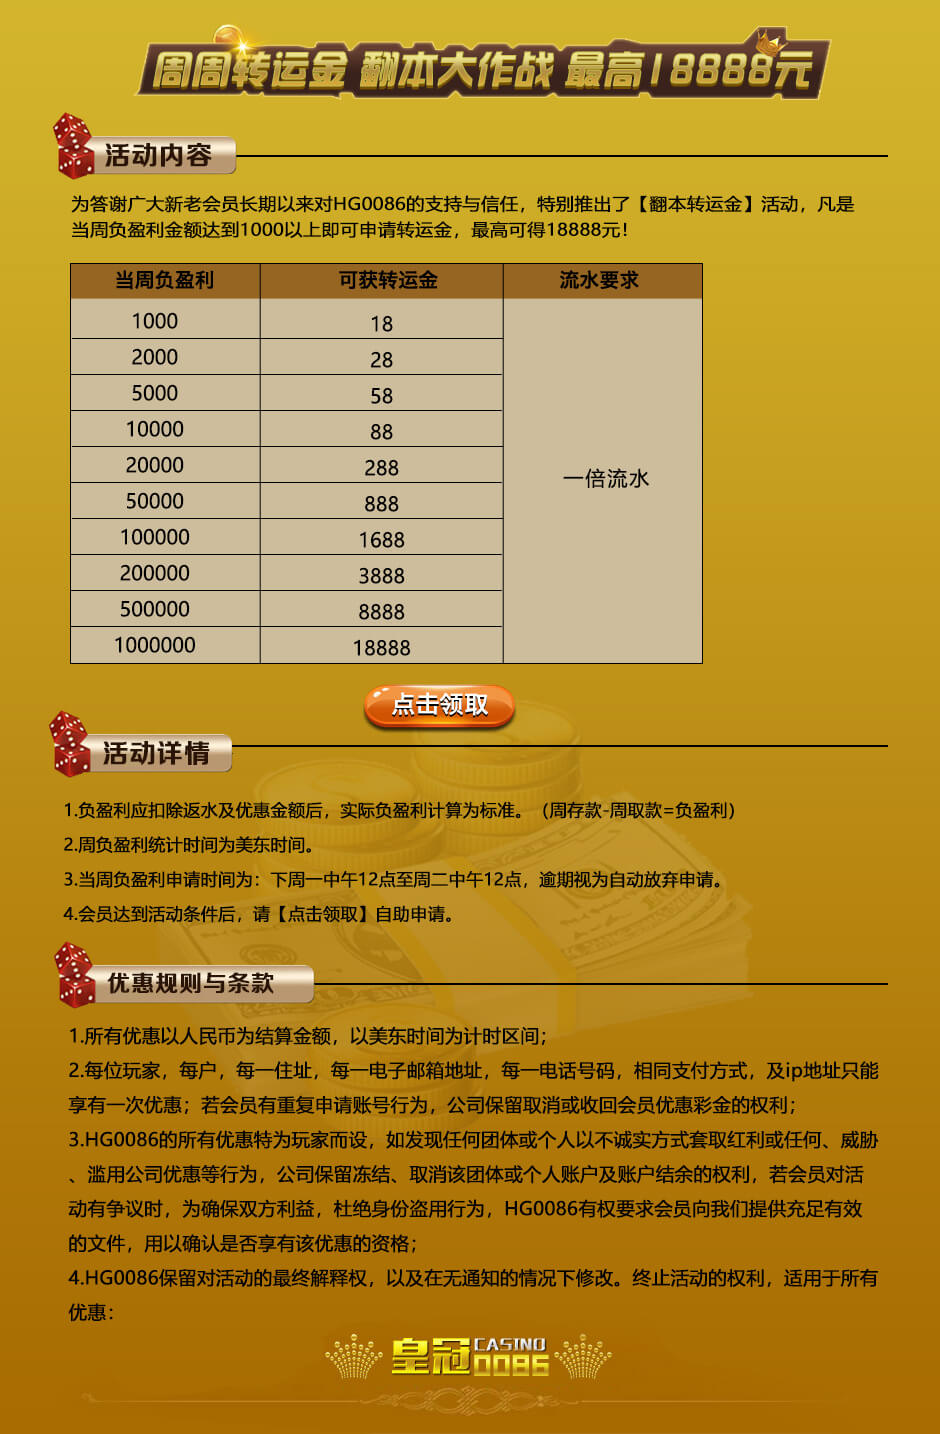 周周转运金 翻本大作战 最高18888元
活动内容
为答谢广大新老会员长期以来对HG0086的支持与信任，特别推出了【翻本转运金】活动，凡是
当周负盈利金额达到1000以上即可申请转运金，最高可得18888元！
当周负盈利 可获转运金 流水要求
1000 18
2000 28
5000 58
10000 88
20000 288
一倍流水
50000 888
100000 1688
200000 3888
500000 8888
1000000 18888
点击领取
活动详情
1.负盈利应扣除返水及优惠金额后，实际负盈利计算为标准。（周存款-周取款=负盈利）
2.周负盈利统计时间为美东时间。
3.当周负盈利申请时间为：下周一中午12点至周二中午12点，逾期视为自动放弃申请。
4.会员达到活动条件后，请【点击领取】自助申请。
优惠规则与条款
1.所有优惠以人民币为结算金额，以美东时间为计时区间；
2.每位玩家，每户，每一住址，每一电子邮箱地址，每一电话号码，相同支付方式，及ip地址只能
享有一次优惠；若会员有重复申请账号行为，公司保留取消或收回会员优惠彩金的权利；
3.HG0086的所有优惠特为玩家而设，如发现任何团体或个人以不诚实方式套取红利或任何、威胁
、滥用公司优惠等行为，公司保留冻结、取消该团体或个人账户及账户结余的权利，若会员对活
动有争议时，为确保双方利益，杜绝身份盗用行为，HG0086有权要求会员向我们提供充足有效
的文件，用以确认是否享有该优惠的资格；
4.HG0086保留对活动的最终解释权，以及在无通知的情况下修改。终止活动的权利，适用于所有
优惠：
皇冠 CASINO
0086